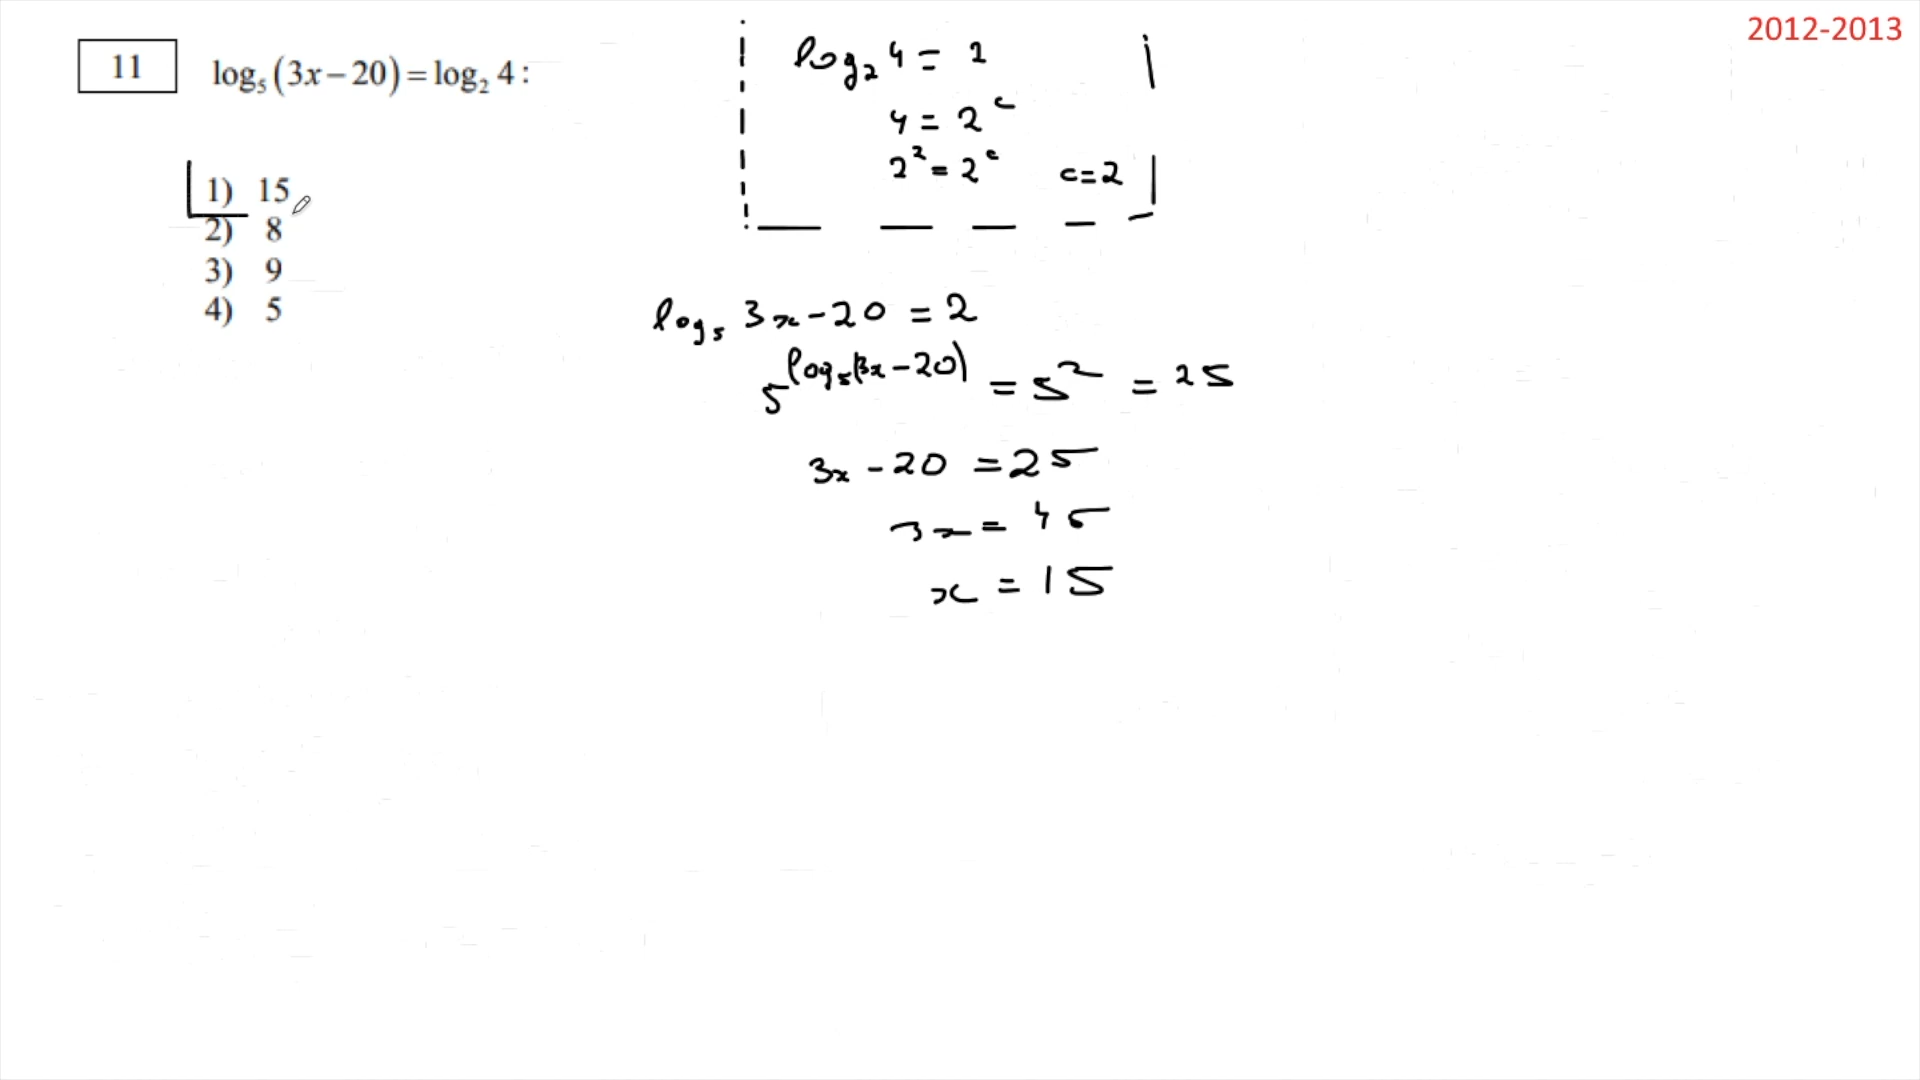 2012-2013
11 log₅(3x−20)=log₂ 4 :
1) 15
2) 8
3) 9
4) 5
log₂ 4 = 2
4 = 2ᶜ
2² = 2ᶜ c=2
log₅ 3x−20 = 2
5^log₅(3x−20) = 5² = 25
3x − 20 = 25
3x = 45
x = 15